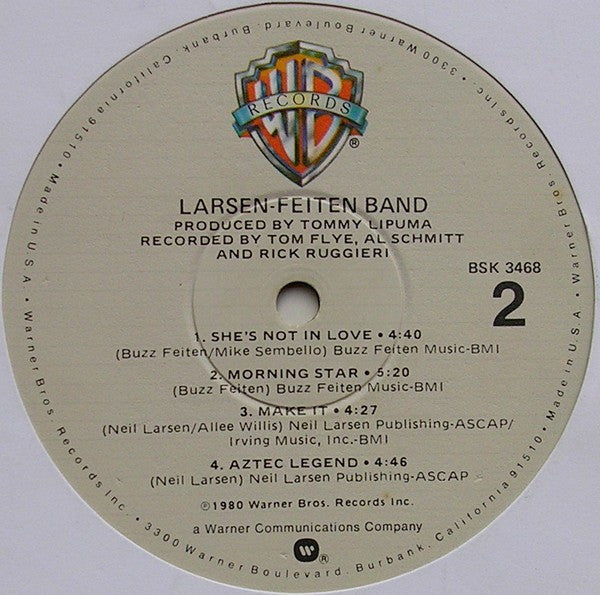 WB
RECORDS
®
LARSEN-FEITEN BAND
PRODUCED BY TOMMY LIPUMA
RECORDED BY TOM FLYE, AL SCHMITT
AND RICK RUGGIERI
BSK 3468
2
1. SHE'S NOT IN LOVE • 4:40
(Buzz Feiten/Mike Sembello) Buzz Feiten Music-BMI
2. MORNING STAR • 5:20
(Buzz Feiten) Buzz Feiten Music-BMI
3. MAKE IT • 4:27
(Neil Larsen/Allee Willis) Neil Larsen Publishing-ASCAP/
Irving Music, Inc.-BMI
4. AZTEC LEGEND • 4:46
(Neil Larsen) Neil Larsen Publishing-ASCAP
℗1980 Warner Bros. Records Inc.
a Warner Communications Company
W®
Made in U.S.A. • Warner Bros. Records Inc. • 3300 Warner Boulevard. Burbank. California 91510 • Made in U.S.A. • Warner Bros. Records Inc. • 3300 Warner Boulevard. Burbank. California 91510 •